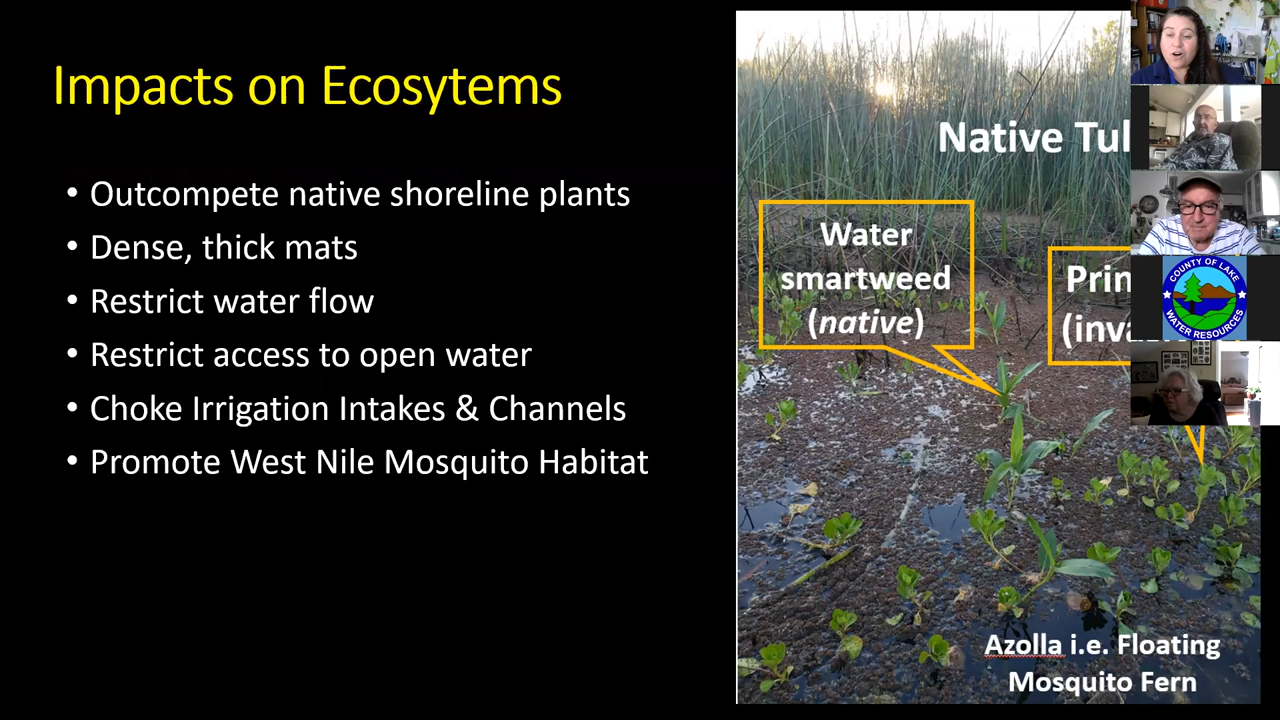 Impacts on Ecosytems
• Outcompete native shoreline plants
• Dense, thick mats
• Restrict water flow
• Restrict access to open water
• Choke Irrigation Intakes & Channels
• Promote West Nile Mosquito Habitat
Native Tul
Water
smartweed
(native)
Prin
(inva
Azolla i.e. Floating
Mosquito Fern
COUNTY OF LAKE
WATER RESOURCES